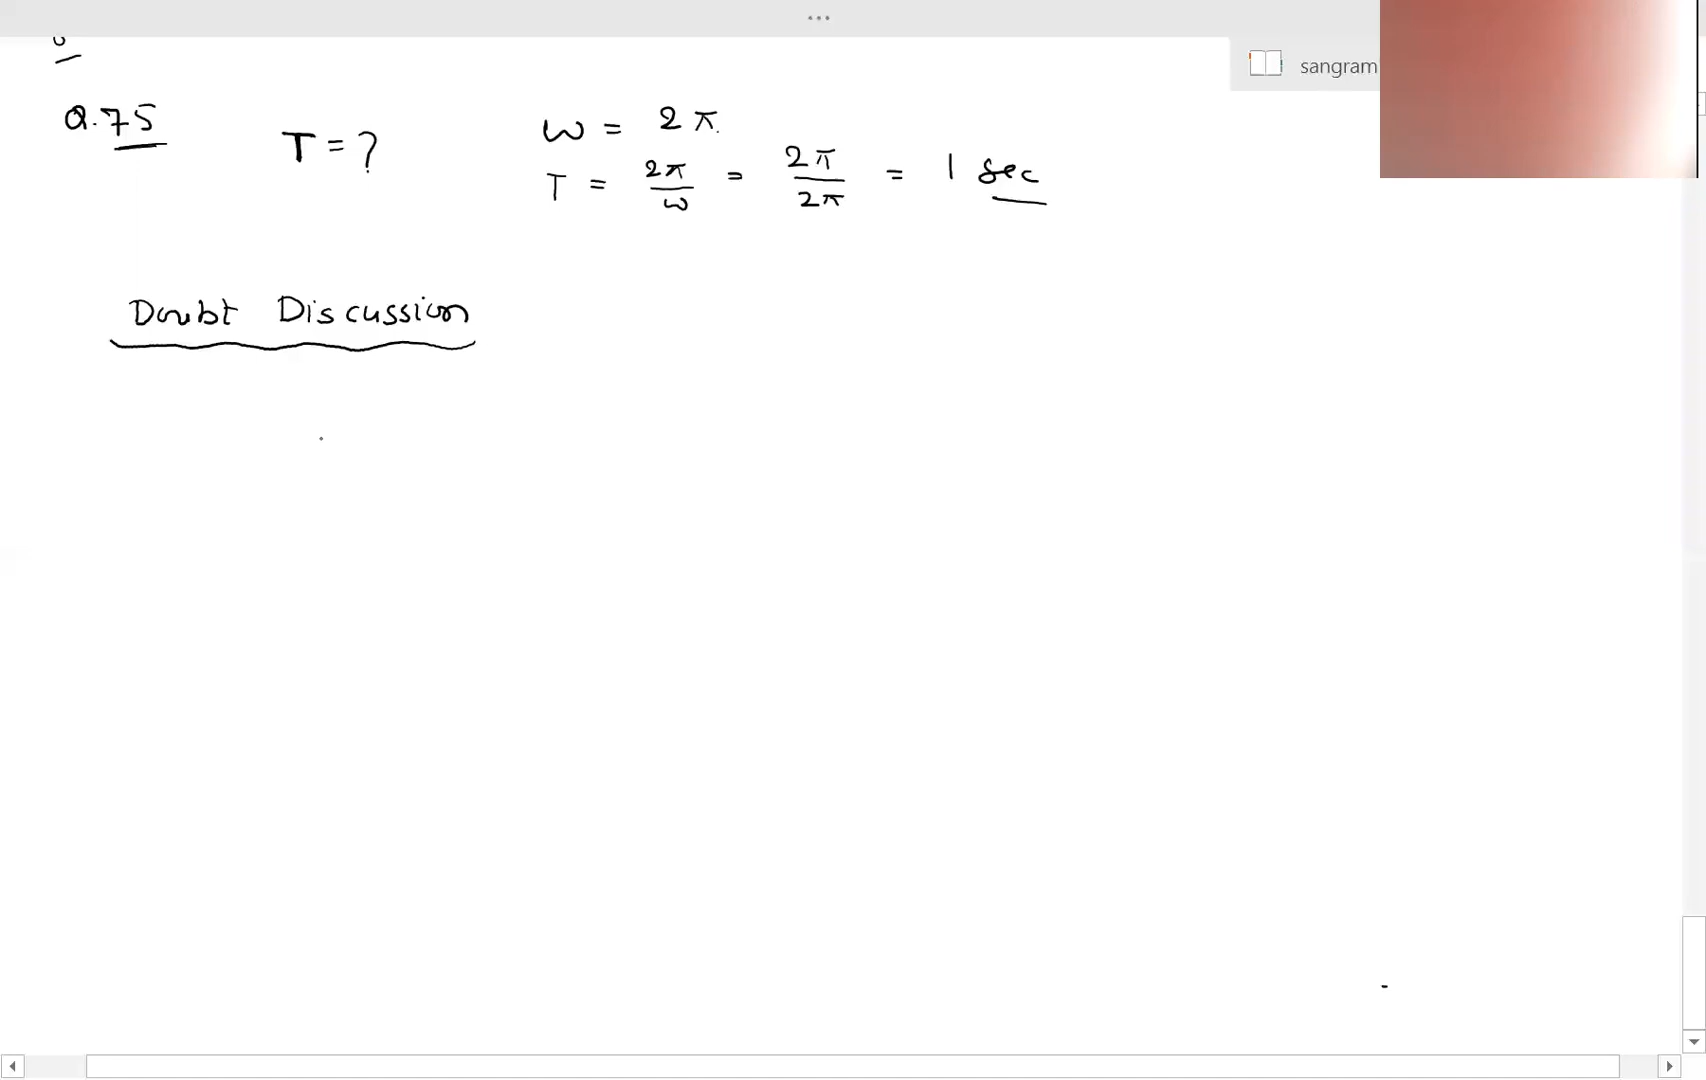 sangram
Q.75
T = ?
ω = 2π
T = 2π/ω = 2π/2π = 1 sec
Doubt Discussion